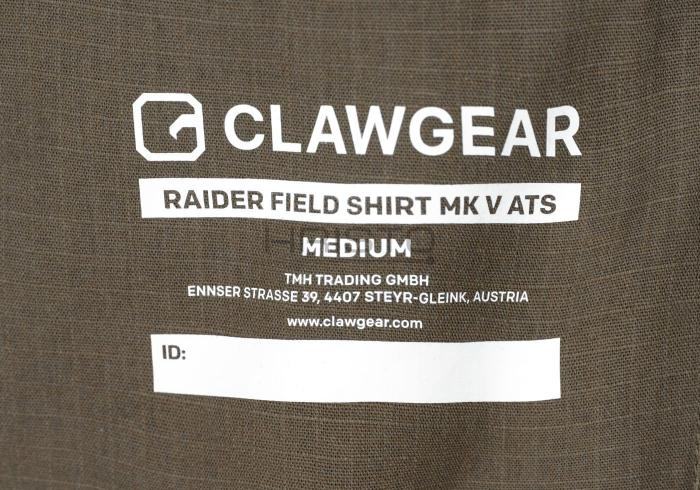 CLAWGEAR
RAIDER FIELD SHIRT MK V ATS
MEDIUM
TMH TRADING GMBH
ENNSER STRASSE 39, 4407 STEYR-GLEINK, AUSTRIA
www.clawgear.com
ID: